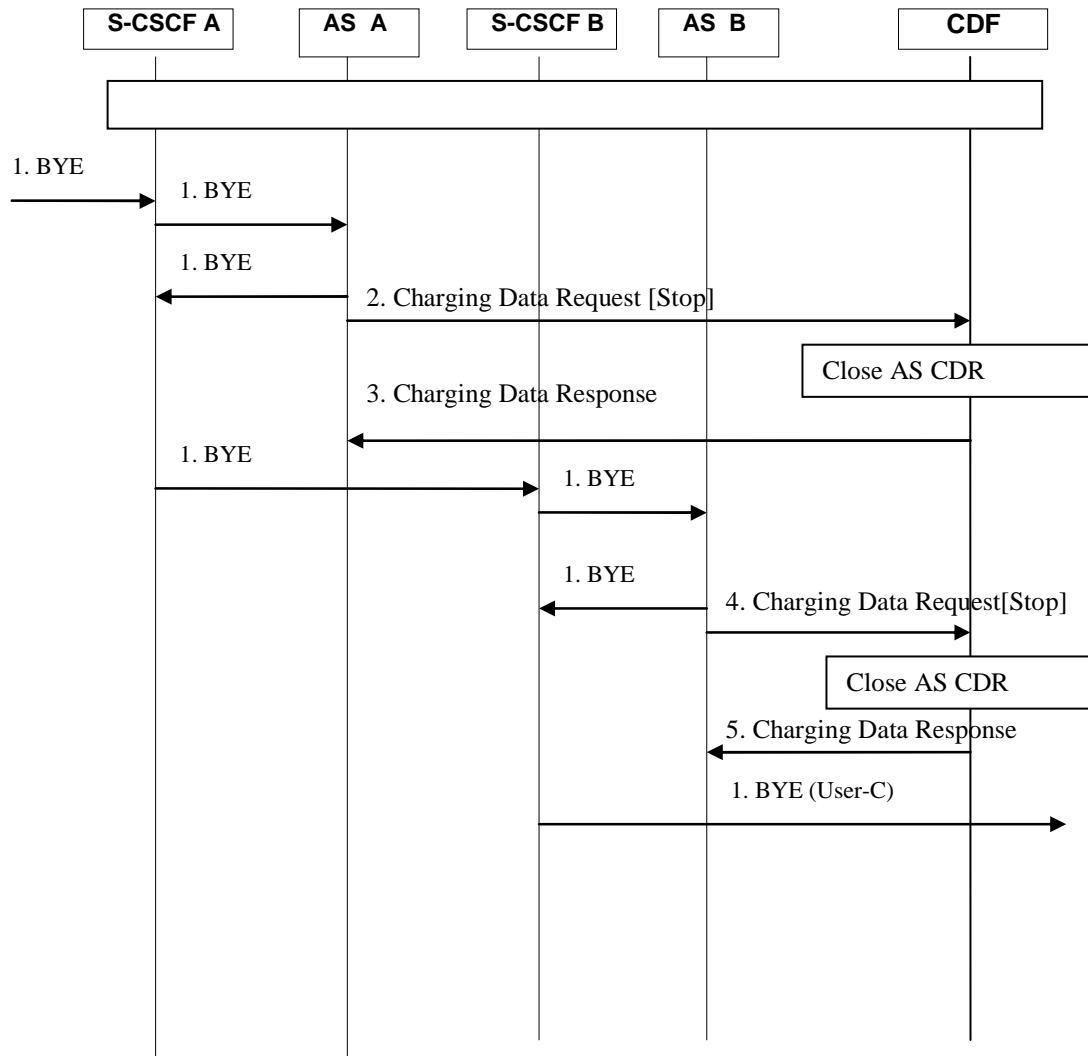 S-CSCF A
AS A
S-CSCF B
AS B
CDF
1. BYE
1. BYE
1. BYE
2. Charging Data Request [Stop]
Close AS CDR
3. Charging Data Response
1. BYE
1. BYE
1. BYE
4. Charging Data Request[Stop]
Close AS CDR
5. Charging Data Response
1. BYE (User-C)